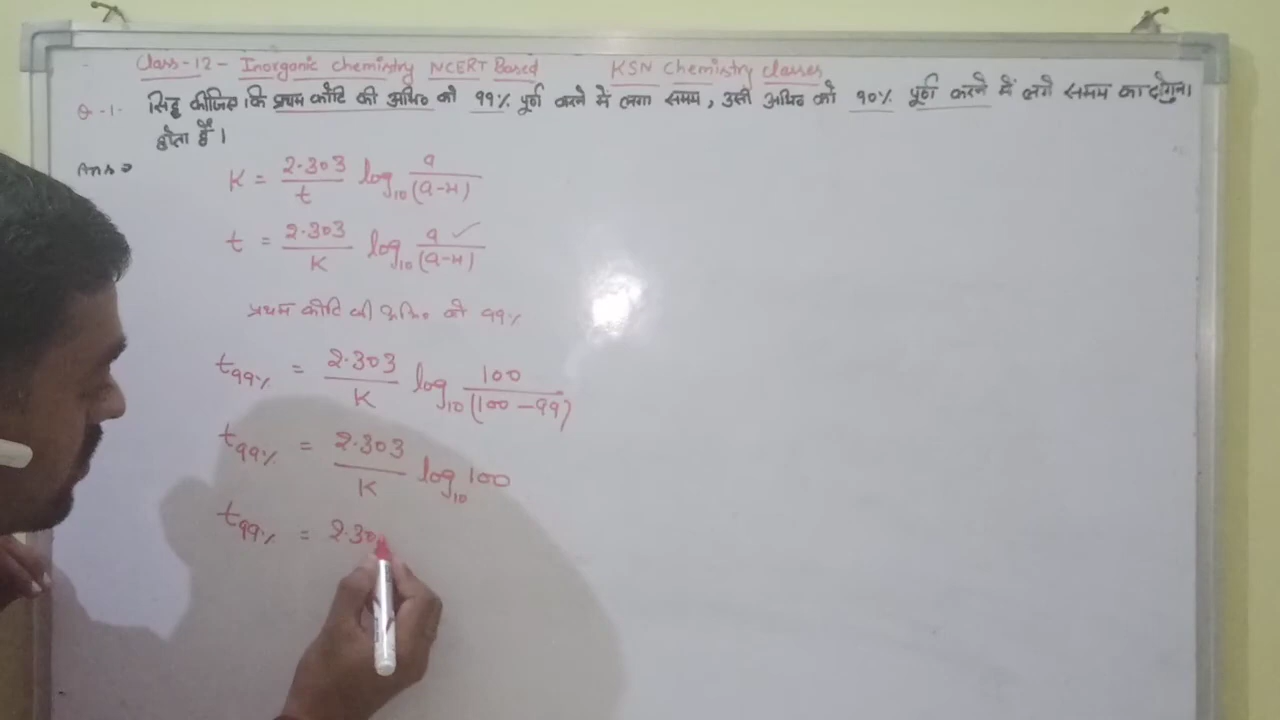 Class-12- Inorganic Chemistry NCERT Based KSN Chemistry classes
Q-1- सिद्ध कीजिए कि प्रथम कोटि की अभि० को 99% पूर्ण करने में लगा समय, उसी अभि० को 90% पूर्ण करने में लगे समय का दोगुना
होता है।
Ans⇒
K = 2.303/t log₁₀ a/(a-x)
t = 2.303/K log₁₀ a/(a-x) ✓
प्रथम कोटि की अभि० को 99%
t99% = 2.303/K log₁₀ 100/(100-99)
t99% = 2.303/K log₁₀ 100
t99% = 2.30